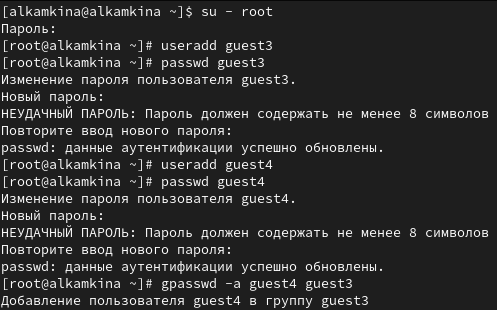 [alkamkina@alkamkina ~]$ su - root
Пароль:
[root@alkamkina ~]# useradd guest3
[root@alkamkina ~]# passwd guest3
Изменение пароля пользователя guest3.
Новый пароль:
НЕУДАЧНЫЙ ПАРОЛЬ: Пароль должен содержать не менее 8 символов
Повторите ввод нового пароля:
passwd: данные аутентификации успешно обновлены.
[root@alkamkina ~]# useradd guest4
[root@alkamkina ~]# passwd guest4
Изменение пароля пользователя guest4.
Новый пароль:
НЕУДАЧНЫЙ ПАРОЛЬ: Пароль должен содержать не менее 8 символов
Повторите ввод нового пароля:
passwd: данные аутентификации успешно обновлены.
[root@alkamkina ~]# gpasswd -a guest4 guest3
Добавление пользователя guest4 в группу guest3